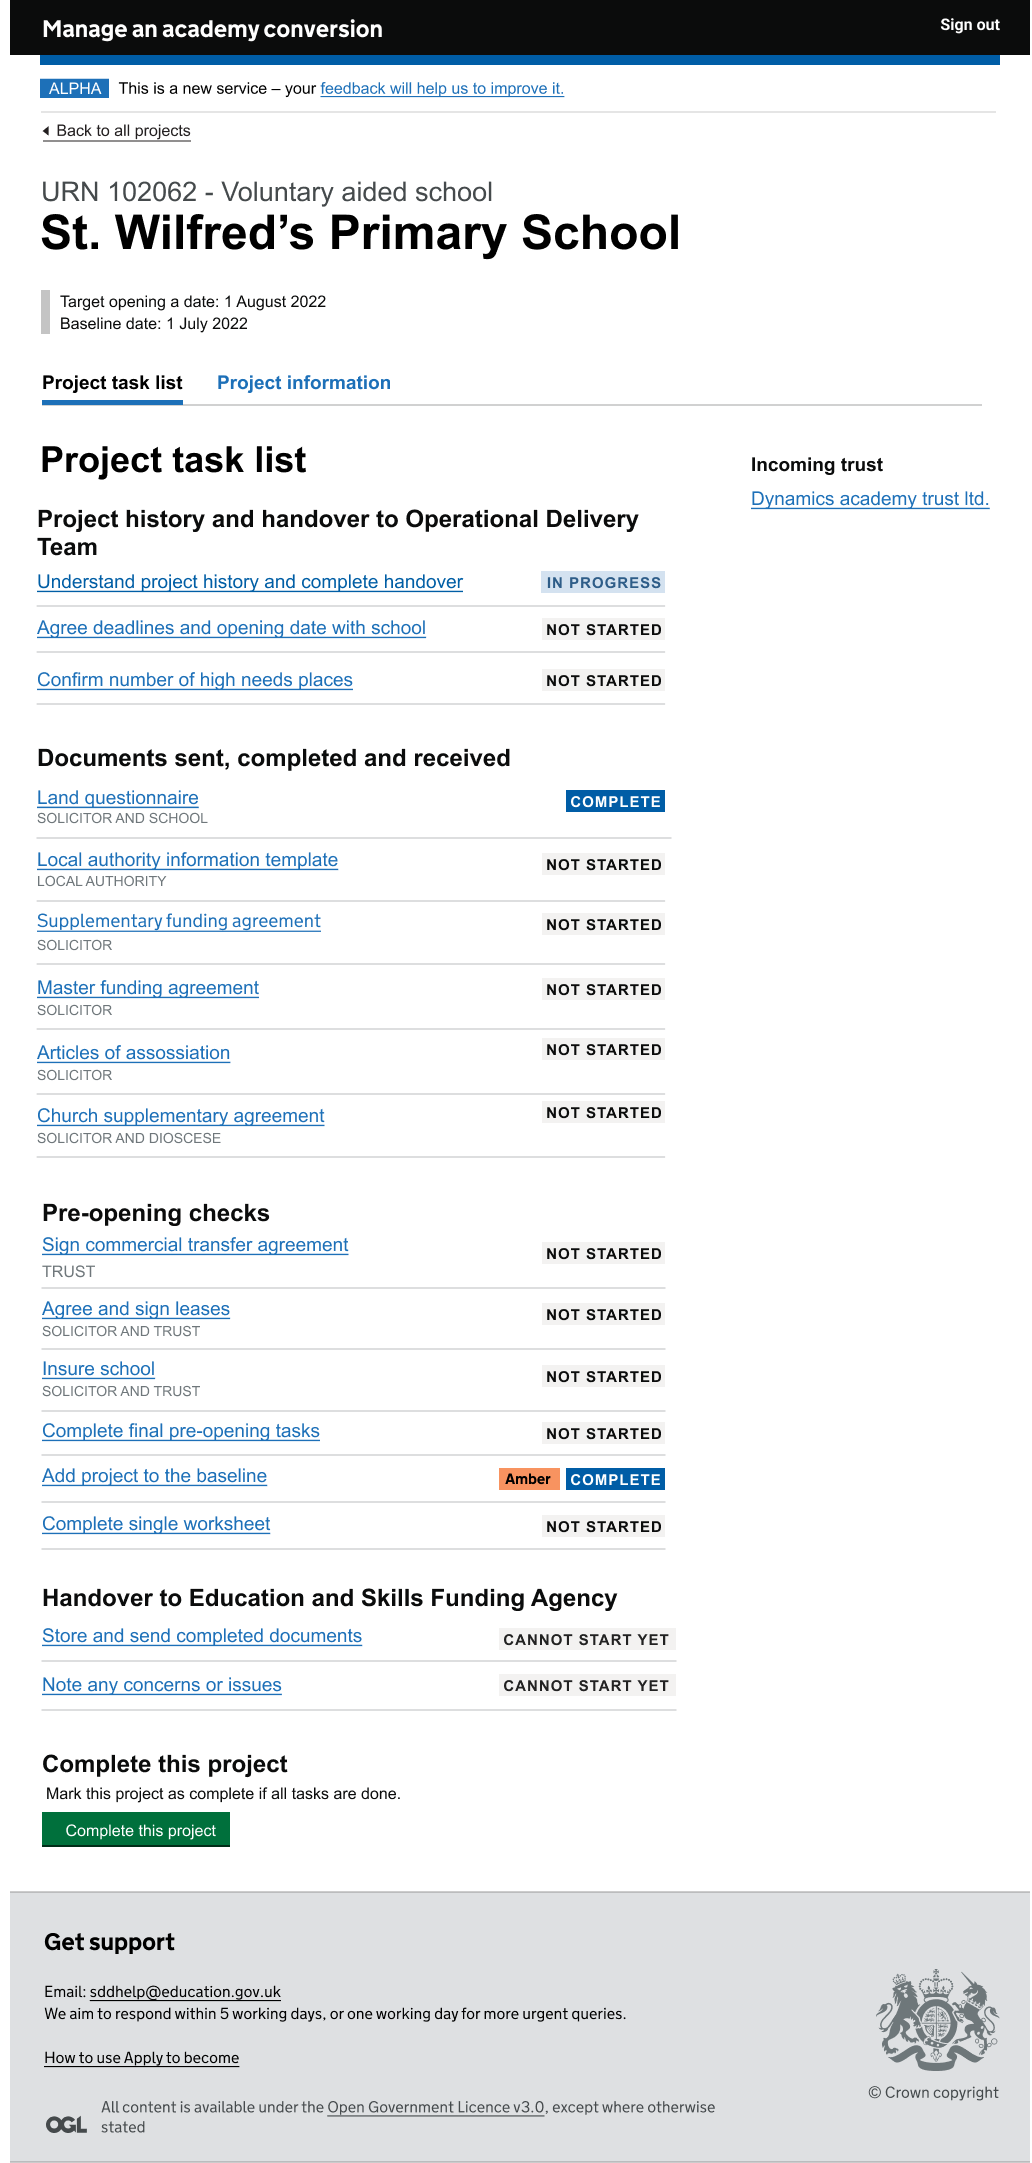 Manage an academy conversion
Sign out
ALPHA This is a new service – your feedback will help us to improve it.
Back to all projects
URN 102062 - Voluntary aided school
St. Wilfred’s Primary School
Target opening a date: 1 August 2022
Baseline date: 1 July 2022
Project task list Project information
Project task list
Incoming trust
Dynamics academy trust ltd.
Project history and handover to Operational Delivery
Team
Understand project history and complete handover IN PROGRESS
Agree deadlines and opening date with school NOT STARTED
Confirm number of high needs places NOT STARTED
Documents sent, completed and received
Land questionnaire COMPLETE
SOLICITOR AND SCHOOL
Local authority information template NOT STARTED
LOCAL AUTHORITY
Supplementary funding agreement NOT STARTED
SOLICITOR
Master funding agreement NOT STARTED
SOLICITOR
Articles of assossiation NOT STARTED
SOLICITOR
Church supplementary agreement NOT STARTED
SOLICITOR AND DIOSCESE
Pre-opening checks
Sign commercial transfer agreement NOT STARTED
TRUST
Agree and sign leases NOT STARTED
SOLICITOR AND TRUST
Insure school NOT STARTED
SOLICITOR AND TRUST
Complete final pre-opening tasks NOT STARTED
Add project to the baseline Amber COMPLETE
Complete single worksheet NOT STARTED
Handover to Education and Skills Funding Agency
Store and send completed documents CANNOT START YET
Note any concerns or issues CANNOT START YET
Complete this project
Mark this project as complete if all tasks are done.
Complete this project
Get support
Email: sddhelp@education.gov.uk
We aim to respond within 5 working days, or one working day for more urgent queries.
How to use Apply to become
© Crown copyright
OGL All content is available under the Open Government Licence v3.0, except where otherwise
stated